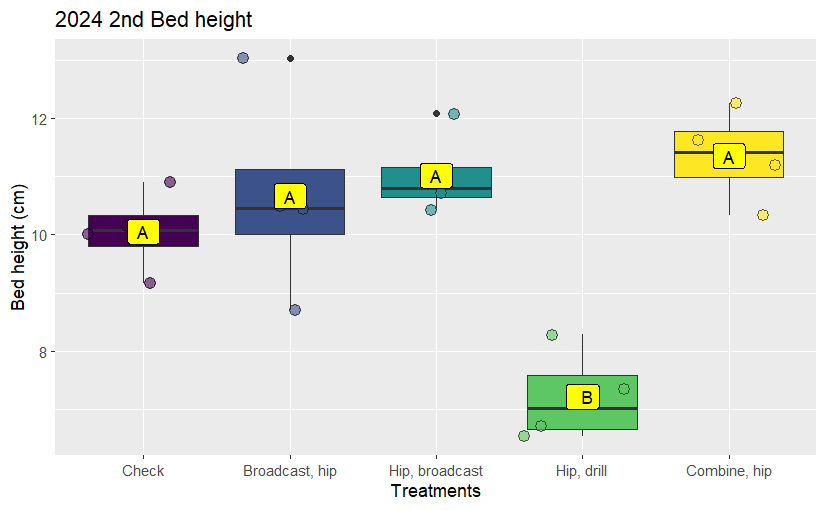 2024 2nd Bed height
Bed height (cm)
12
10
8
A
A
A
B
A
Check
Broadcast, hip
Hip, broadcast
Hip, drill
Combine, hip
Treatments